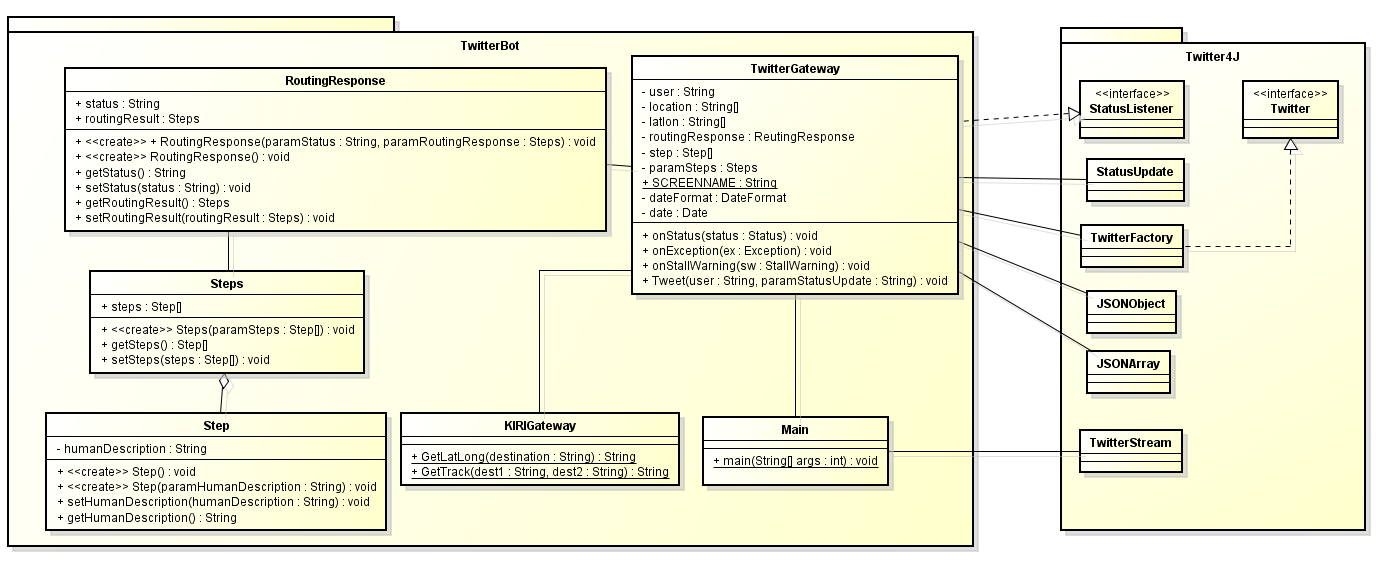 TwitterBot
RoutingResponse
+ status : String
+ routingResult : Steps
+ <<create>> + RoutingResponse(paramStatus : String, paramRoutingResponse : Steps) : void
+ <<create>> RoutingResponse() : void
+ getStatus() : String
+ setStatus(status : String) : void
+ getRoutingResult() : Steps
+ setRoutingResult(routingResult : Steps) : void
Steps
+ steps : Step[]
+ <<create>> Steps(paramSteps : Step[]) : void
+ getSteps() : Step[]
+ setSteps(steps : Step[]) : void
Step
- humanDescription : String
+ <<create>> Step() : void
+ <<create>> Step(paramHumanDescription : String) : void
+ setHumanDescription(humanDescription : String) : void
+ getHumanDescription() : String
TwitterGateway
- user : String
- location : String[]
- latlon : String[]
- routingResponse : ReutingResponse
- step : Step[]
- paramSteps : Steps
+ SCREENNAME : String
- dateFormat : DateFormat
- date : Date
+ onStatus(status : Status) : void
+ onException(ex : Exception) : void
+ onStallWarning(sw : StallWarning) : void
+ Tweet(user : String, paramStatusUpdate : String) : void
KIRIGateway
+ GetLatLong(destination : String) : String
+ GetTrack(dest1 : String, dest2 : String) : String
Main
+ main(String[] args : int) : void
Twitter4J
<<interface>>
StatusListener
<<interface>>
Twitter
StatusUpdate
TwitterFactory
JSONObject
JSONArray
TwitterStream